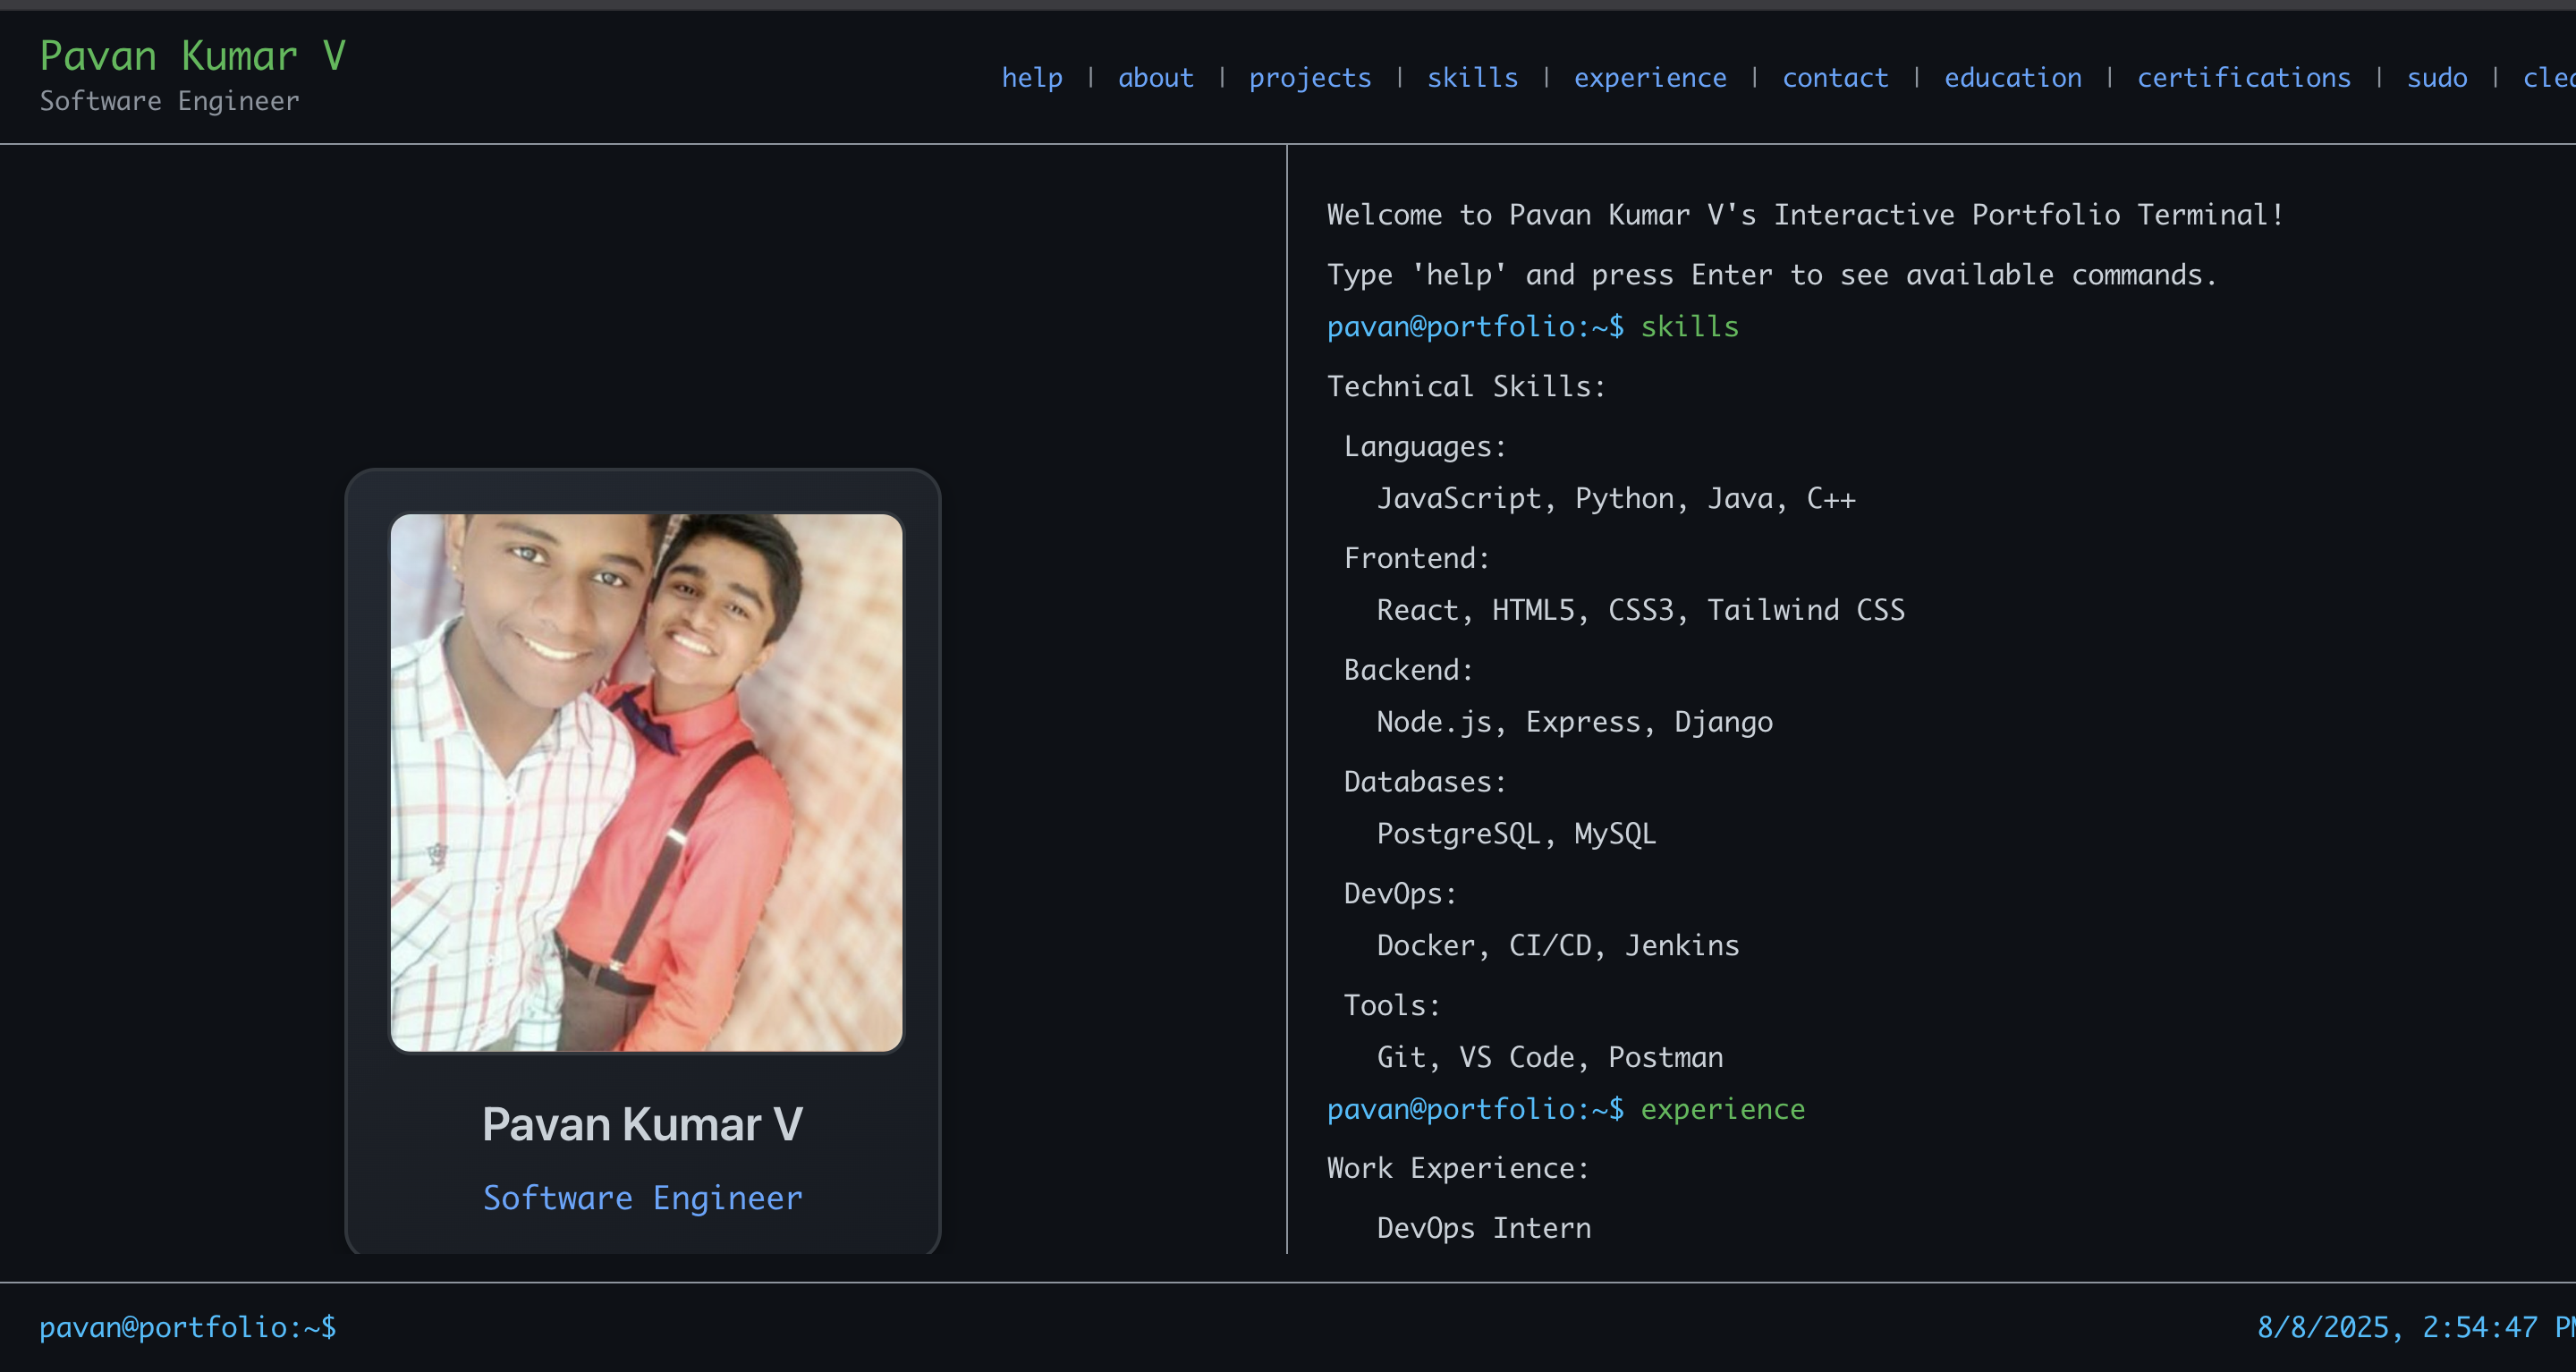 Pavan Kumar V
Software Engineer
help | about | projects | skills | experience | contact | education | certifications | sudo |
Welcome to Pavan Kumar V's Interactive Portfolio Terminal!
Type 'help' and press Enter to see available commands.
pavan@portfolio:~$ skills
Technical Skills:
Languages:
JavaScript, Python, Java, C++
Frontend:
React, HTML5, CSS3, Tailwind CSS
Backend:
Node.js, Express, Django
Databases:
PostgreSQL, MySQL
DevOps:
Docker, CI/CD, Jenkins
Tools:
Git, VS Code, Postman
pavan@portfolio:~$ experience
Work Experience:
DevOps Intern
Pavan Kumar V
Software Engineer
pavan@portfolio:~$
8/8/2025, 2:54:47 PM